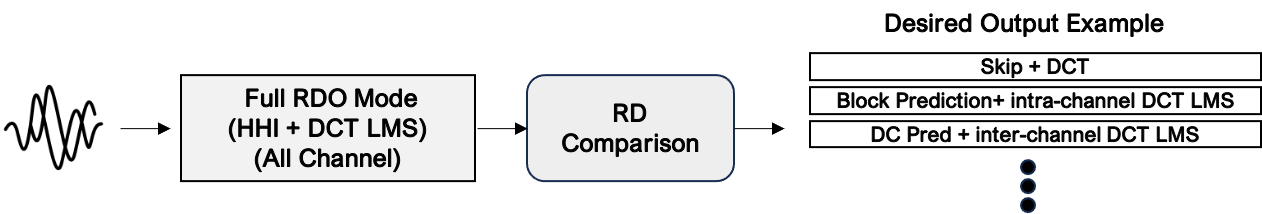 Desired Output Example
Full RDO Mode
(HHI + DCT LMS)
(All Channel)
RD
Comparison
Skip + DCT
Block Prediction+ intra-channel DCT LMS
DC Pred + inter-channel DCT LMS